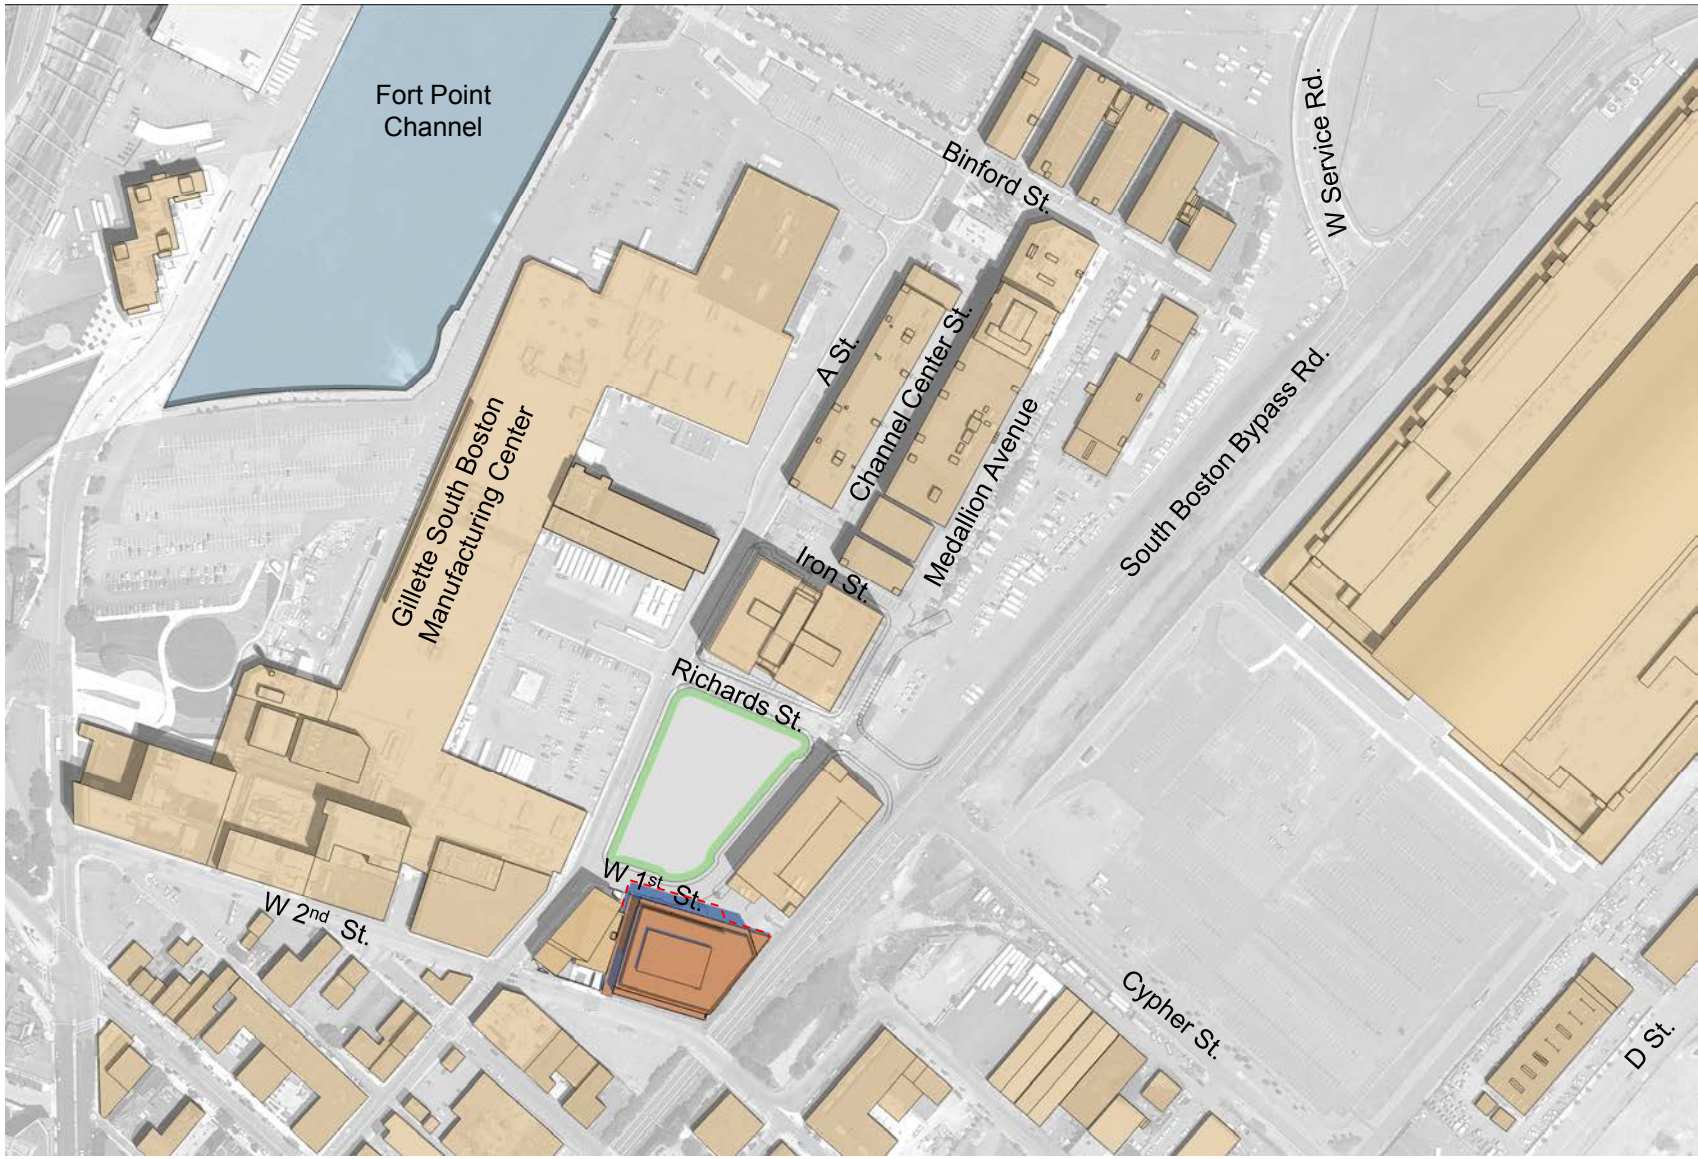 Fort Point
Channel
W Service Rd.
Binford St.
A St.
Channel Center St.
Medallion Avenue
South Boston Bypass Rd.
Gillette South Boston
Manufacturing Center
Iron St.
Richards St.
W 1st St.
W 2nd St.
Cypher St.
D St.